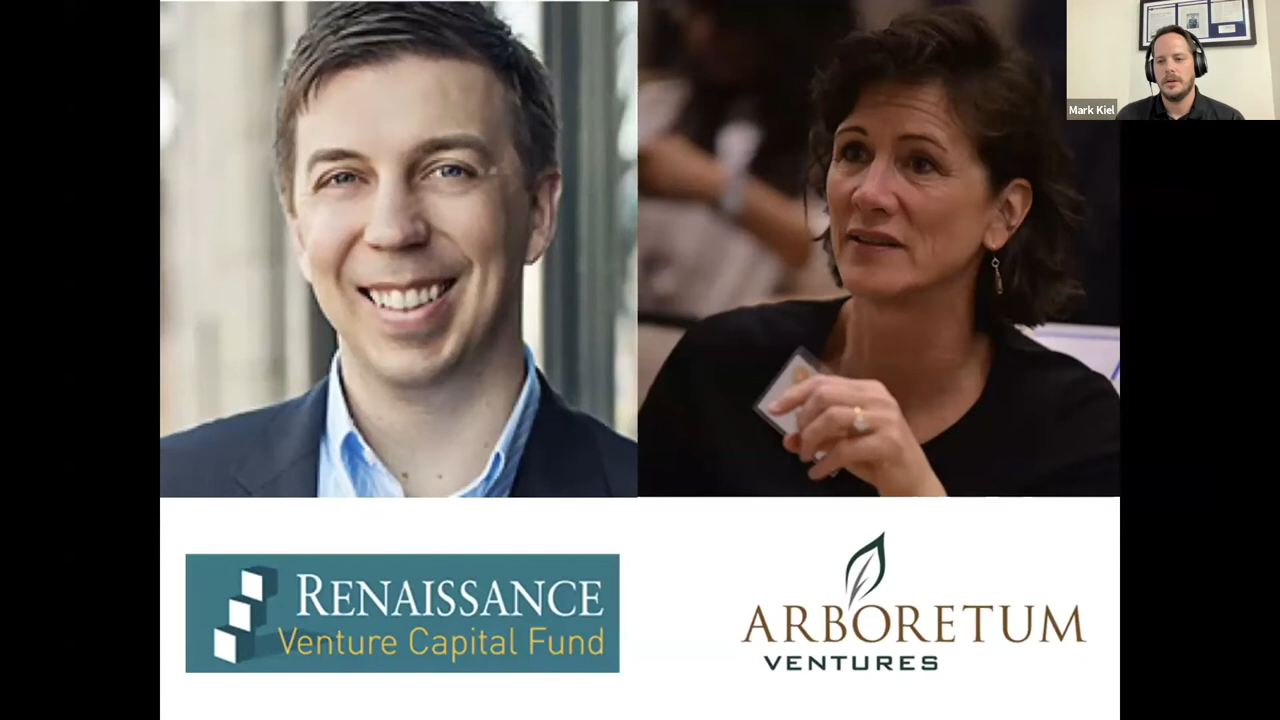 Mark Kiel
RENAISSANCE
Venture Capital Fund
ARBORETUM
VENTURES